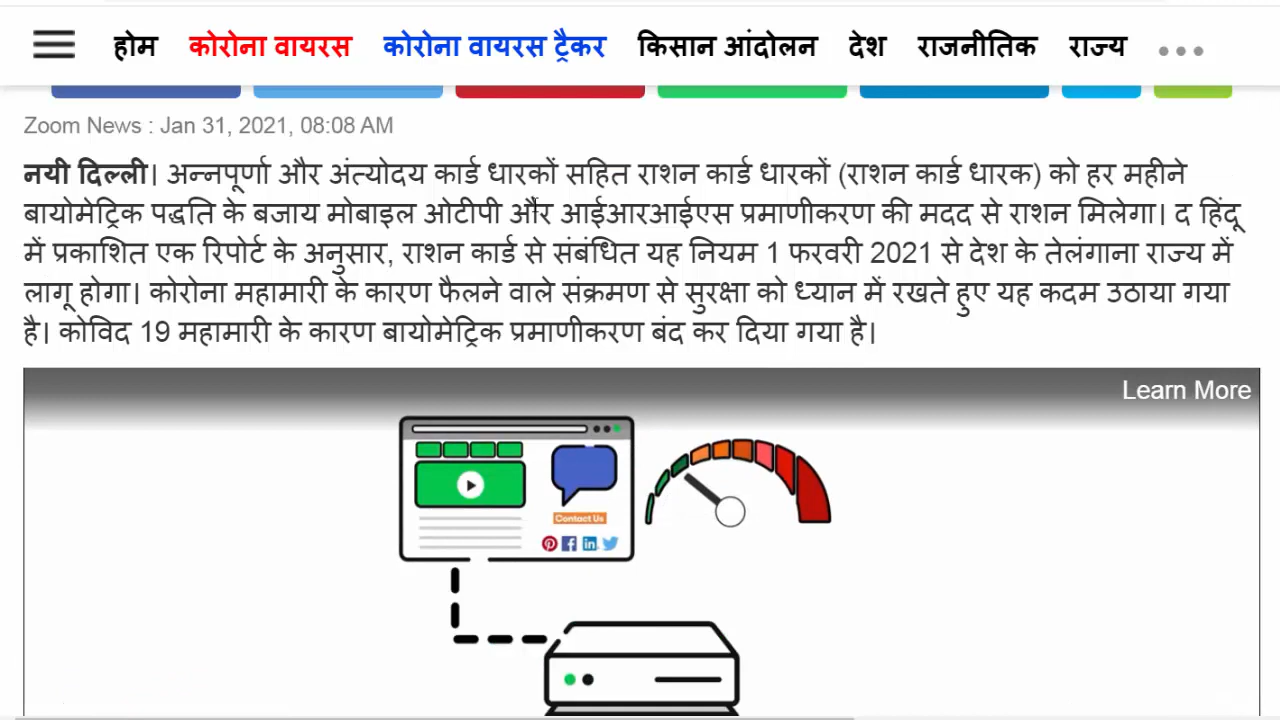 होम कोरोना वायरस कोरोना वायरस ट्रैकर किसान आंदोलन देश राजनीतिक राज्य
Zoom News : Jan 31, 2021, 08:08 AM
नयी दिल्ली। अन्नपूर्णा और अंत्योदय कार्ड धारकों सहित राशन कार्ड धारकों (राशन कार्ड धारक) को हर महीने
बायोमेट्रिक पद्धति के बजाय मोबाइल ओटीपी और आईआरआईएस प्रमाणीकरण की मदद से राशन मिलेगा। द हिंदू
में प्रकाशित एक रिपोर्ट के अनुसार, राशन कार्ड से संबंधित यह नियम 1 फरवरी 2021 से देश के तेलंगाना राज्य में
लागू होगा। कोरोना महामारी के कारण फैलने वाले संक्रमण से सुरक्षा को ध्यान में रखते हुए यह कदम उठाया गया
है। कोविद 19 महामारी के कारण बायोमेट्रिक प्रमाणीकरण बंद कर दिया गया है।
Learn More
Contact Us